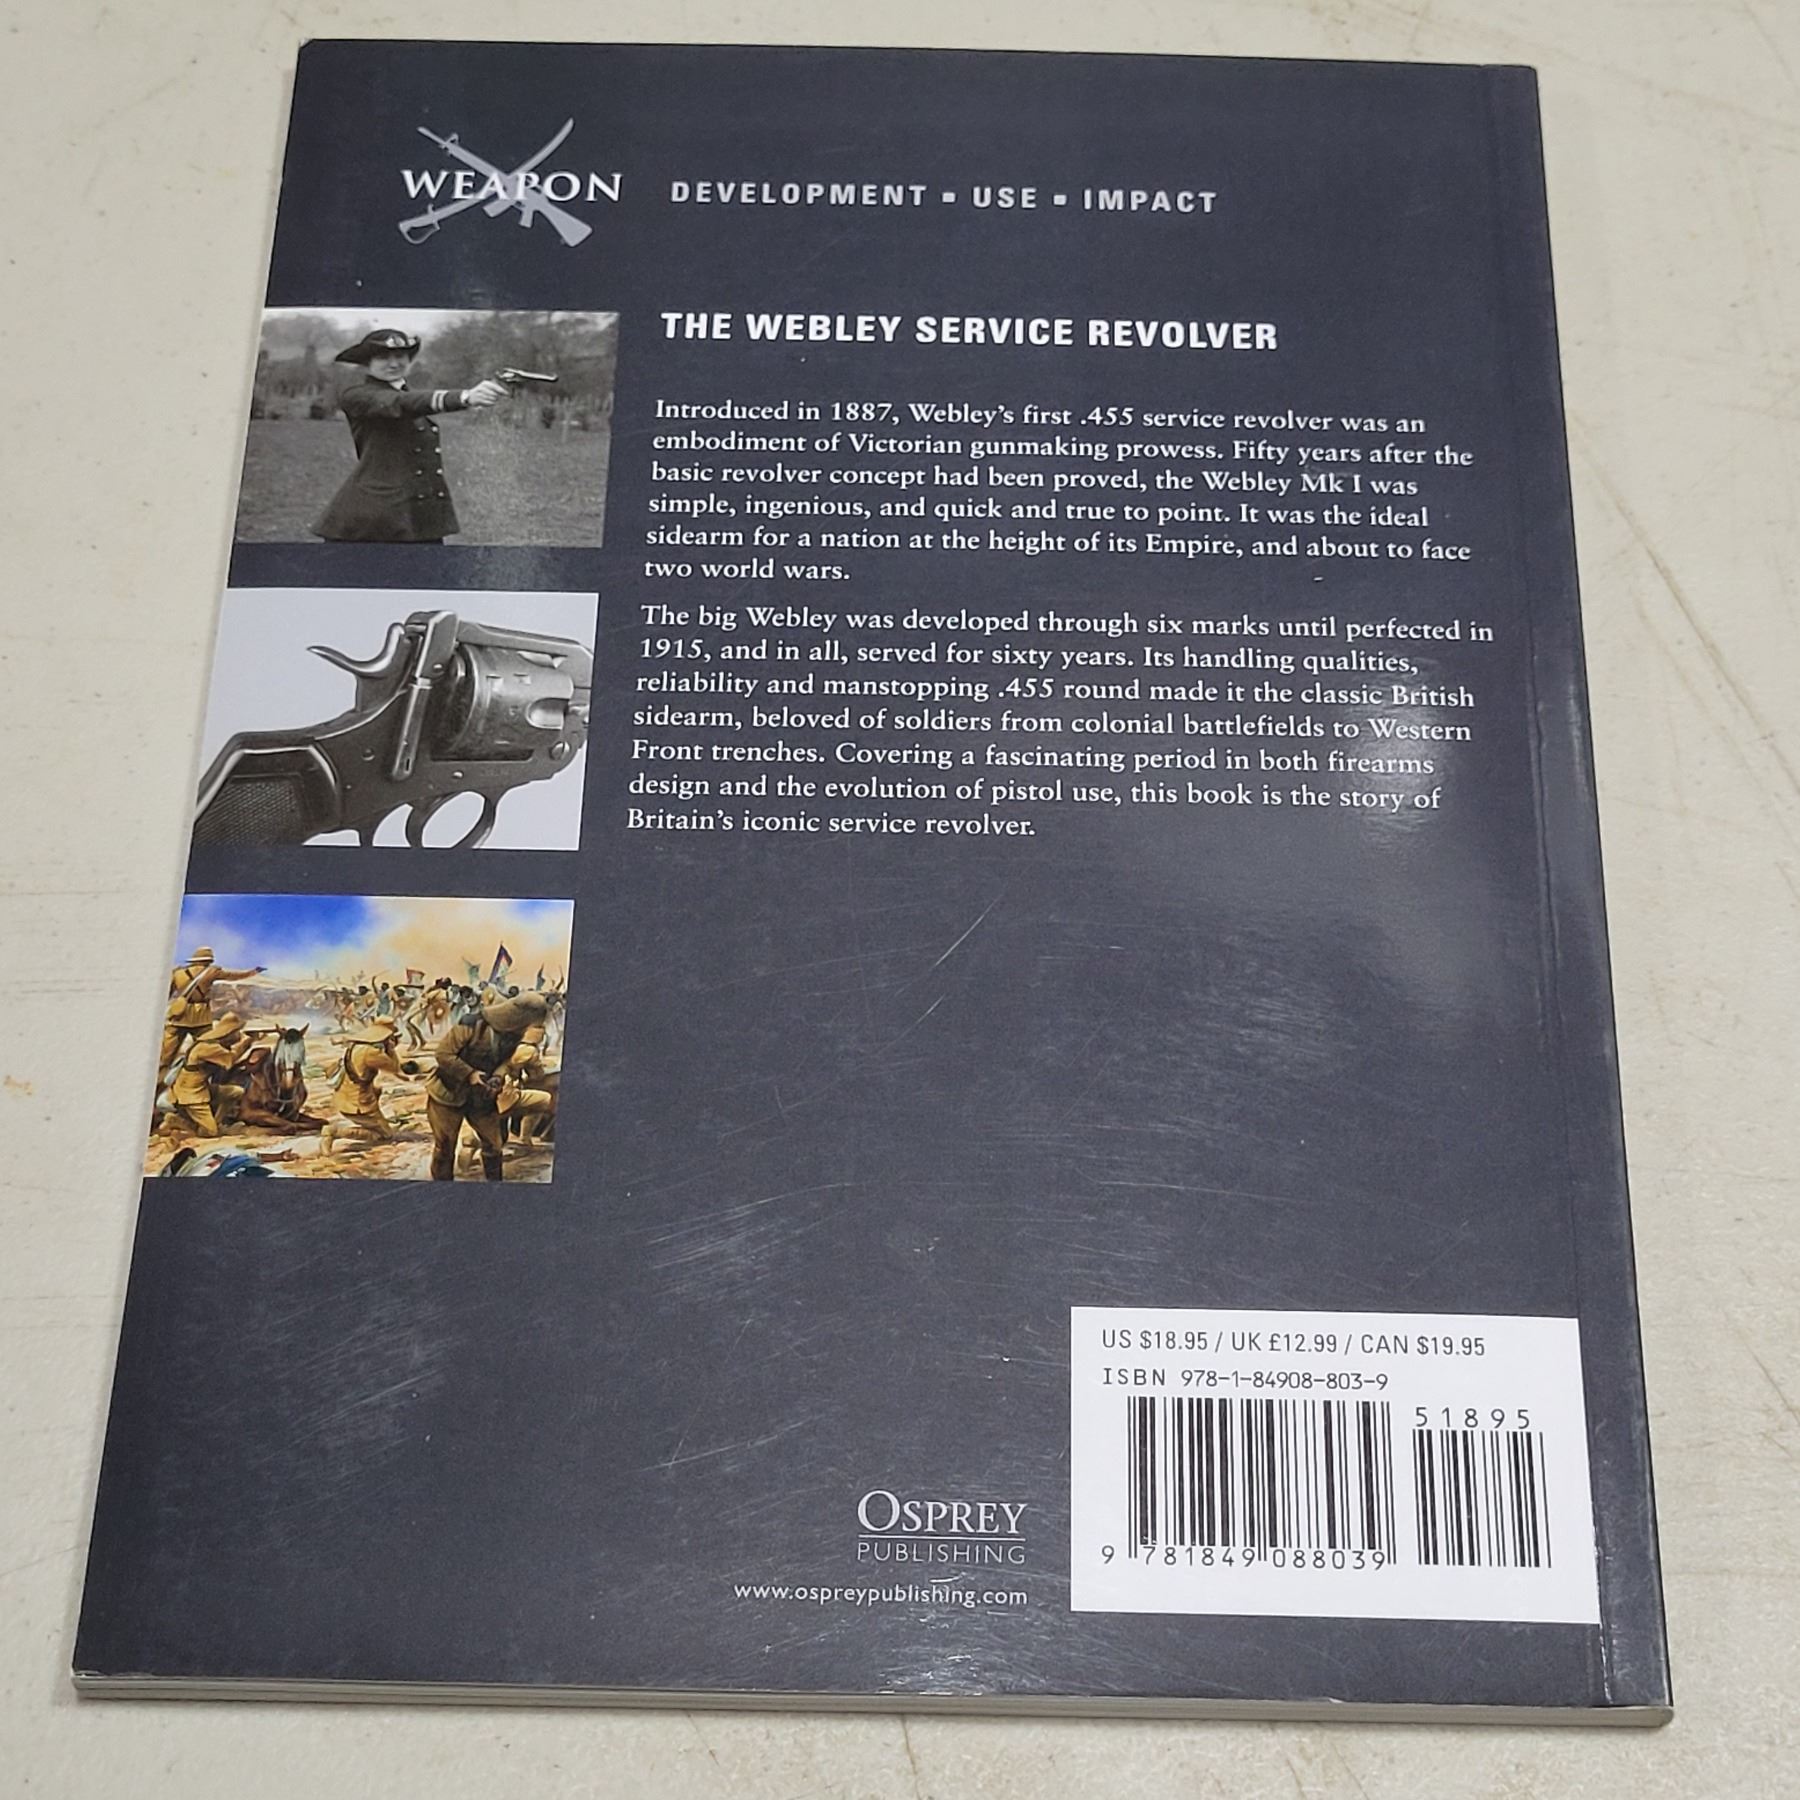 WEAPON DEVELOPMENT ▪ USE ▪ IMPACT
THE WEBLEY SERVICE REVOLVER
Introduced in 1887, Webley's first .455 service revolver was an
embodiment of Victorian gunmaking prowess. Fifty years after the
basic revolver concept had been proved, the Webley Mk I was
simple, ingenious, and quick and true to point. It was the ideal
sidearm for a nation at the height of its Empire, and about to face
two world wars.
The big Webley was developed through six marks until perfected in
1915, and in all, served for sixty years. Its handling qualities,
reliability and manstopping .455 round made it the classic British
sidearm, beloved of soldiers from colonial battlefields to Western
Front trenches. Covering a fascinating period in both firearms
design and the evolution of pistol use, this book is the story of
Britain's iconic service revolver.
US $18.95 / UK £12.99 / CAN $19.95
ISBN 978-1-84908-803-9
51895
9 781849 088039
OSPREY
PUBLISHING
www.ospreypublishing.com